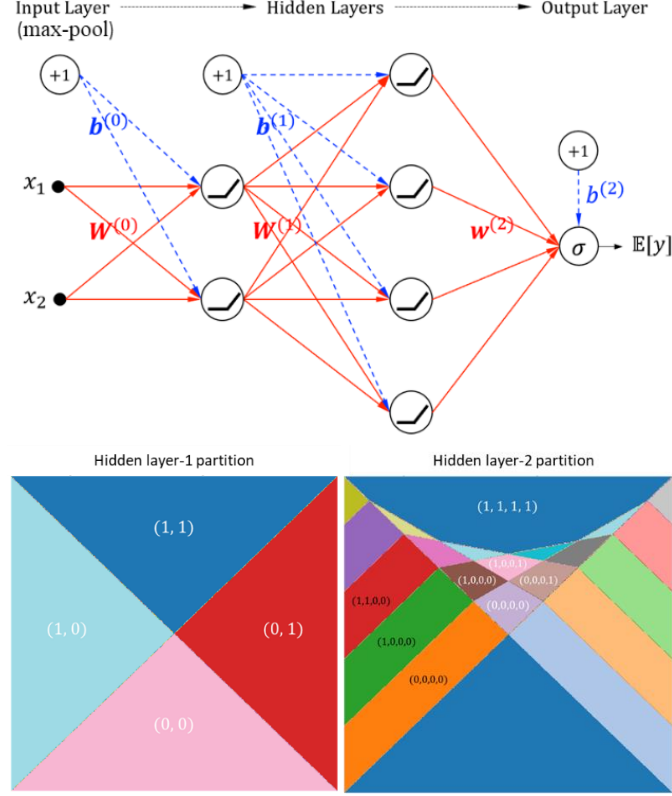 Input Layer Hidden Layers Output Layer
(max-pool)
+1 +1
b^(0) b^(1) +1
x₁ b^(2)
W^(0) W^(1) w^(2)
σ 𝔼[y]
x₂
Hidden layer-1 partition Hidden layer-2 partition
(1, 1) (1, 1, 1, 1)
(1,0,0,1)
(1,0,0,0) (0,0,0,1)
(1,1,0,0) (0,0,0,0)
(1, 0) (0, 1) (1,0,0,0)
(0,0,0,0)
(0, 0)